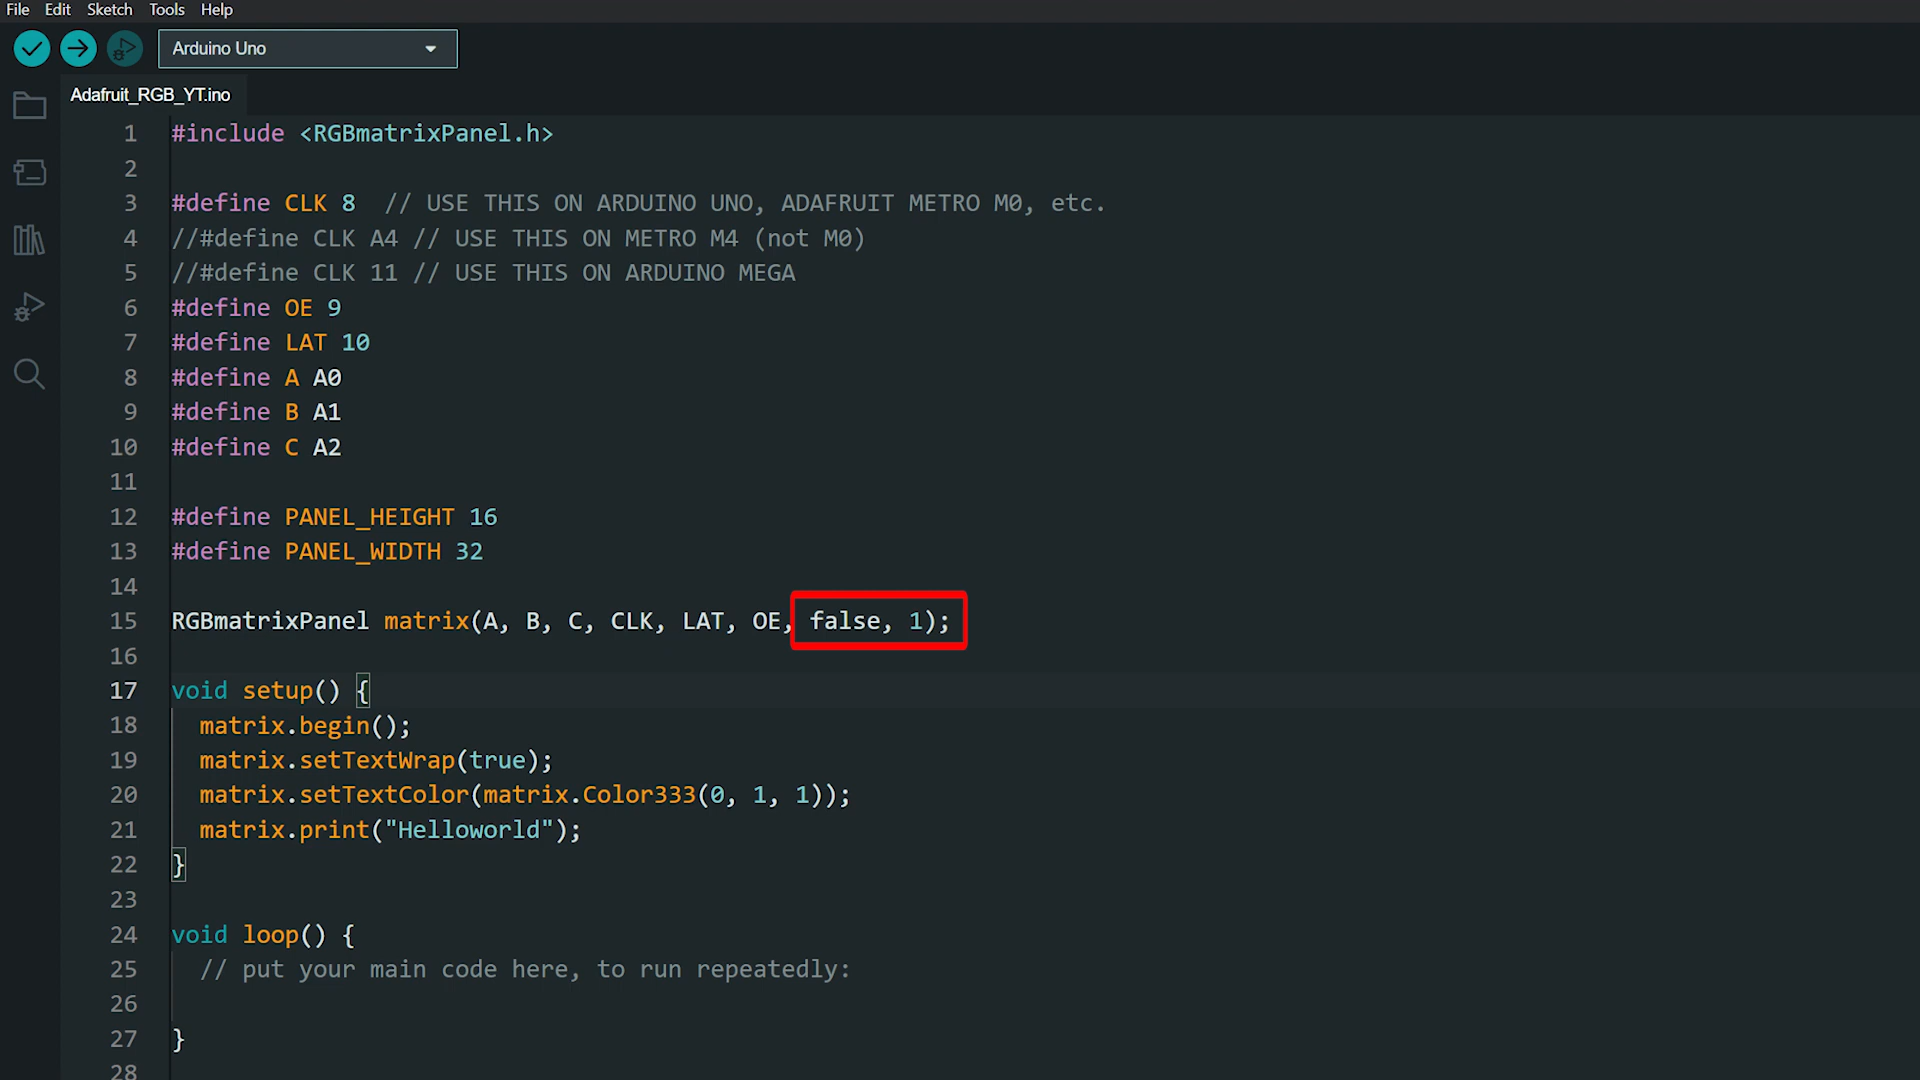 File Edit Sketch Tools Help
Arduino Uno
Adafruit_RGB_YT.ino
1 #include <RGBmatrixPanel.h>
2
3 #define CLK 8  // USE THIS ON ARDUINO UNO, ADAFRUIT METRO M0, etc.
4 //#define CLK A4 // USE THIS ON METRO M4 (not M0)
5 //#define CLK 11 // USE THIS ON ARDUINO MEGA
6 #define OE 9
7 #define LAT 10
8 #define A A0
9 #define B A1
10 #define C A2
11
12 #define PANEL_HEIGHT 16
13 #define PANEL_WIDTH 32
14
15 RGBmatrixPanel matrix(A, B, C, CLK, LAT, OE, false, 1);
16
17 void setup() {
18   matrix.begin();
19   matrix.setTextWrap(true);
20   matrix.setTextColor(matrix.Color333(0, 1, 1));
21   matrix.print("Helloworld");
22 }
23
24 void loop() {
25   // put your main code here, to run repeatedly:
26
27 }
28